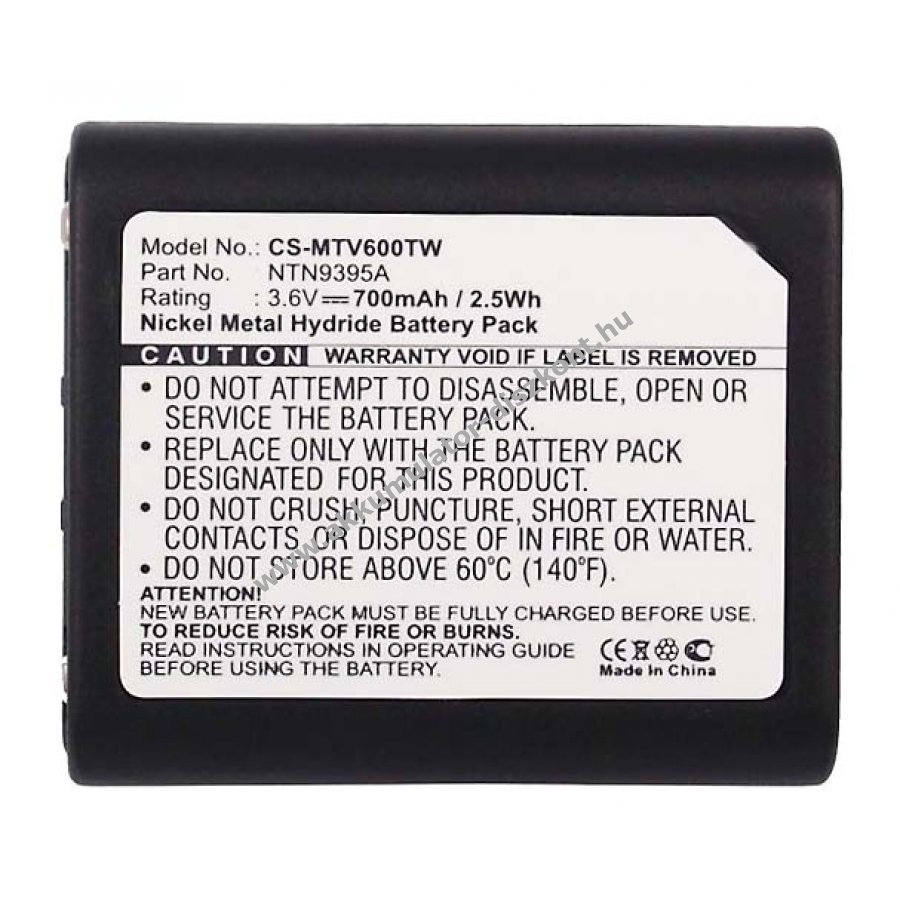 Model No.: CS-MTV600TW
Part No. : NTN9395A
Rating : 3.6V⎓700mAh / 2.5Wh
Nickel Metal Hydride Battery Pack
CAUTION WARRANTY VOID IF LABEL IS REMOVED
• DO NOT ATTEMPT TO DISASSEMBLE, OPEN OR
SERVICE THE BATTERY PACK.
• REPLACE ONLY WITH THE BATTERY PACK
DESIGNATED FOR THIS PRODUCT.
• DO NOT CRUSH, PUNCTURE, SHORT EXTERNAL
CONTACTS OR DISPOSE OF IN FIRE OR WATER.
• DO NOT STORE ABOVE 60°C (140°F).
ATTENTION!
NEW BATTERY PACK MUST BE FULLY CHARGED BEFORE USE.
TO REDUCE RISK OF FIRE OR BURNS.
READ INSTRUCTIONS IN OPERATING GUIDE
BEFORE USING THE BATTERY.
CE
Made In China
www.akkumulator-diszkont.hu